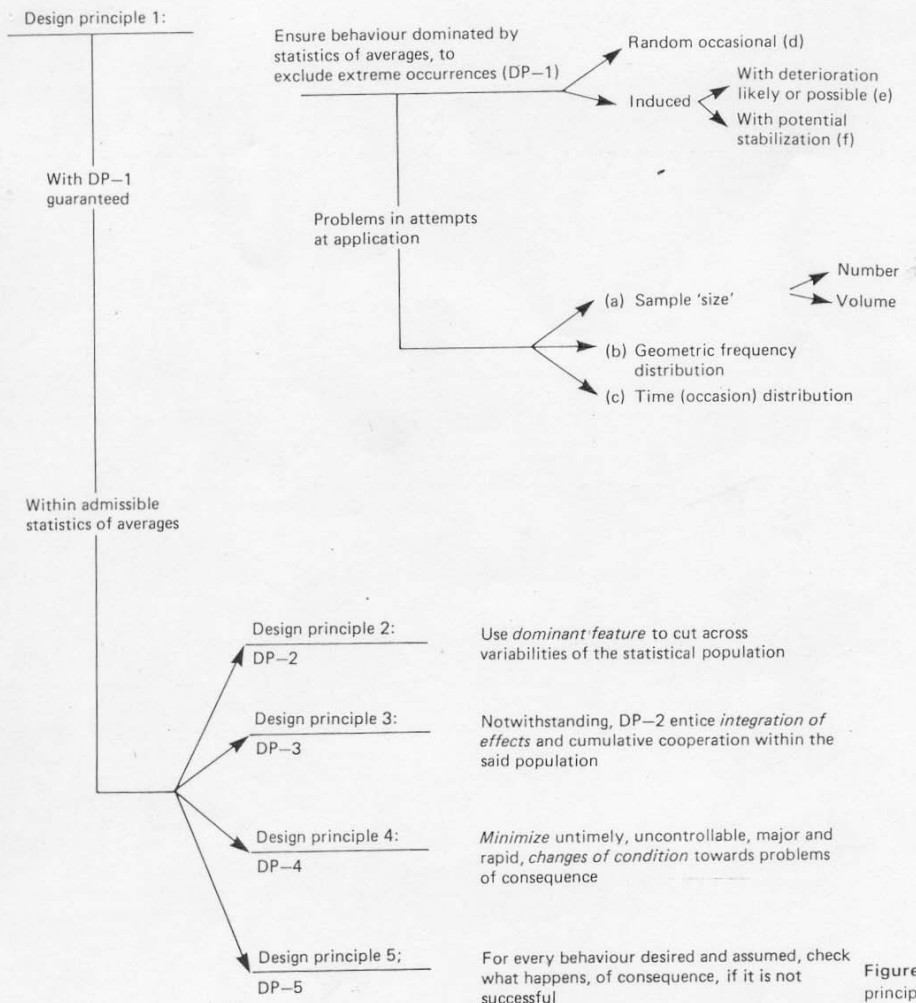 Design principle 1:
Ensure behaviour dominated by
statistics of averages, to
exclude extreme occurrences (DP–1)
Random occasional (d)
Induced
With deterioration
likely or possible (e)
With potential
stabilization (f)
With DP–1
guaranteed
Problems in attempts
at application
(a) Sample 'size'
Number
Volume
(b) Geometric frequency
distribution
(c) Time (occasion) distribution
Within admissible
statistics of averages
Design principle 2:
DP–2
Use dominant feature to cut across
variabilities of the statistical population
Design principle 3:
DP–3
Notwithstanding, DP–2 entice integration of
effects and cumulative cooperation within the
said population
Design principle 4:
DP–4
Minimize untimely, uncontrollable, major and
rapid, changes of condition towards problems
of consequence
Design principle 5;
DP–5
For every behaviour desired and assumed, check
what happens, of consequence, if it is not
successful
Figure
princip